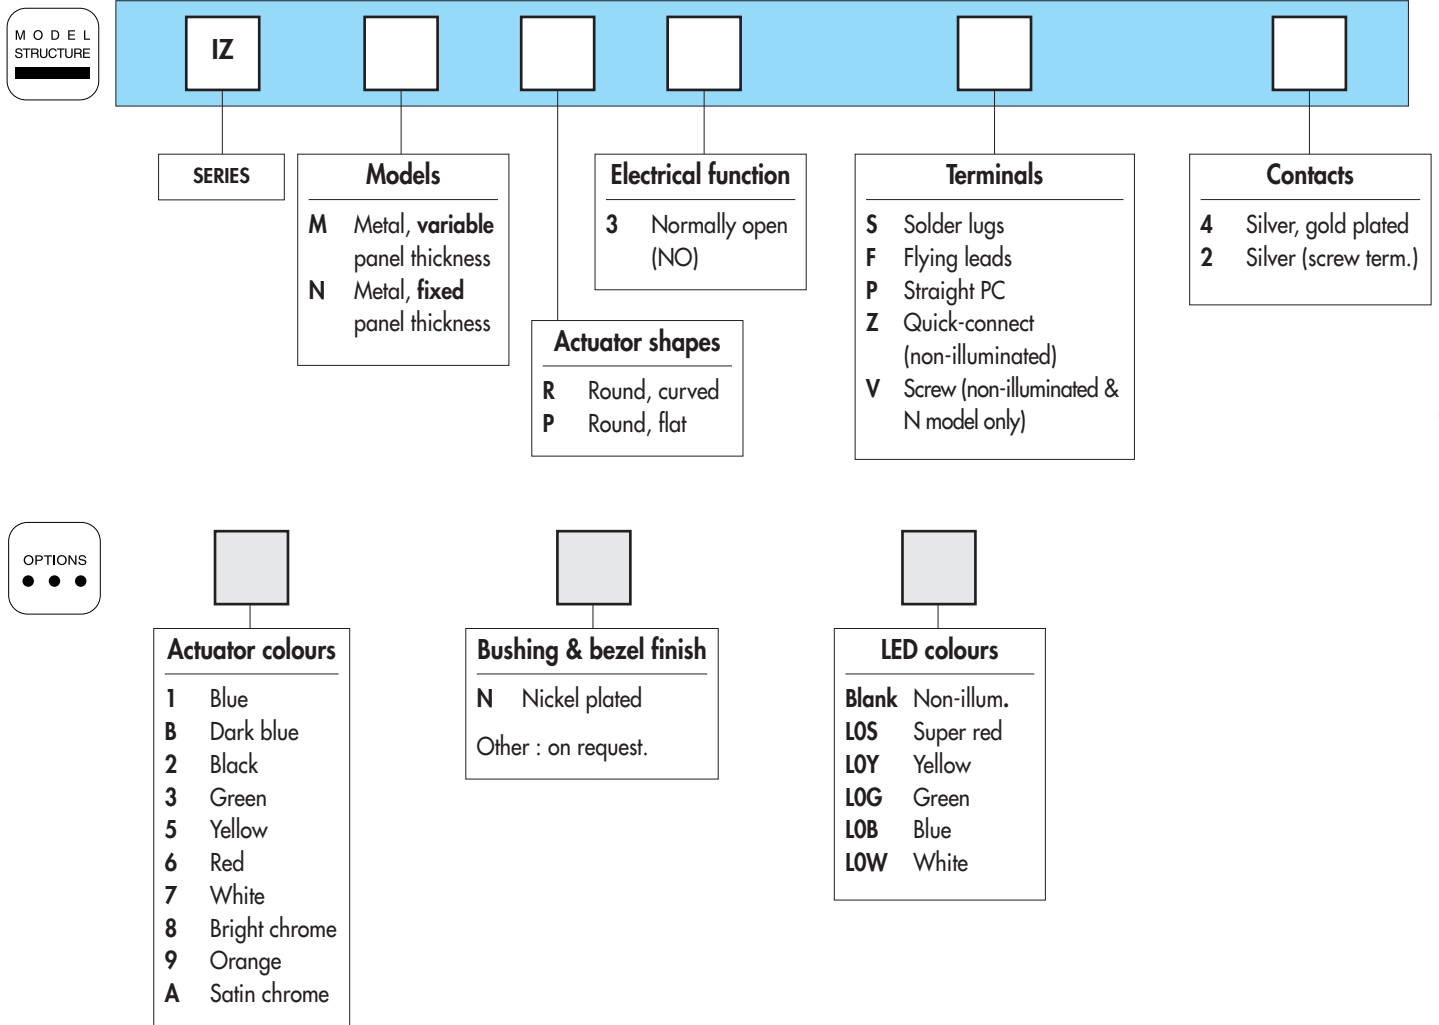 MODEL
STRUCTURE
IZ
SERIES
Models
M Metal, variable
panel thickness
N Metal, fixed
panel thickness
Actuator shapes
R Round, curved
P Round, flat
Electrical function
3 Normally open
(NO)
Terminals
S Solder lugs
F Flying leads
P Straight PC
Z Quick-connect
(non-illuminated)
V Screw (non-illuminated &
N model only)
Contacts
4 Silver, gold plated
2 Silver (screw term.)
OPTIONS
Actuator colours
1 Blue
B Dark blue
2 Black
3 Green
5 Yellow
6 Red
7 White
8 Bright chrome
9 Orange
A Satin chrome
Bushing & bezel finish
N Nickel plated
Other : on request.
LED colours
Blank Non-illum.
L0S Super red
L0Y Yellow
L0G Green
L0B Blue
L0W White